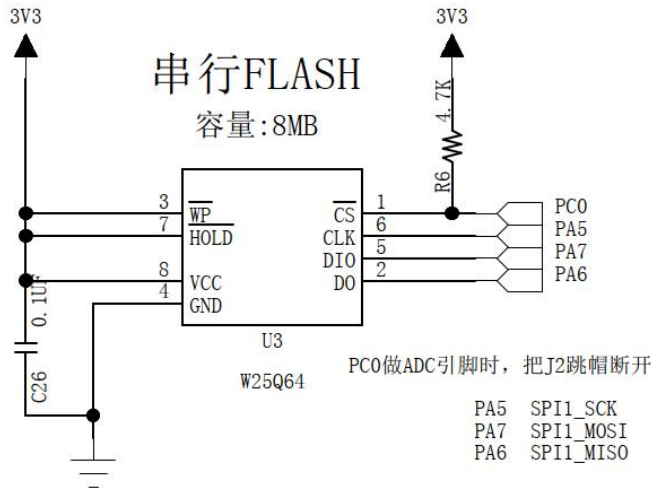 3V3
3V3
串行FLASH
容量:8MB
4.7K
R6
3
WP
CS
1
PC0
7
HOLD
CLK
6
PA5
DIO
5
PA7
8
VCC
DO
2
PA6
4
GND
0.1U
C26
U3
W25Q64
PC0做ADC引脚时，把J2跳帽断开
PA5 SPI1_SCK
PA7 SPI1_MOSI
PA6 SPI1_MISO